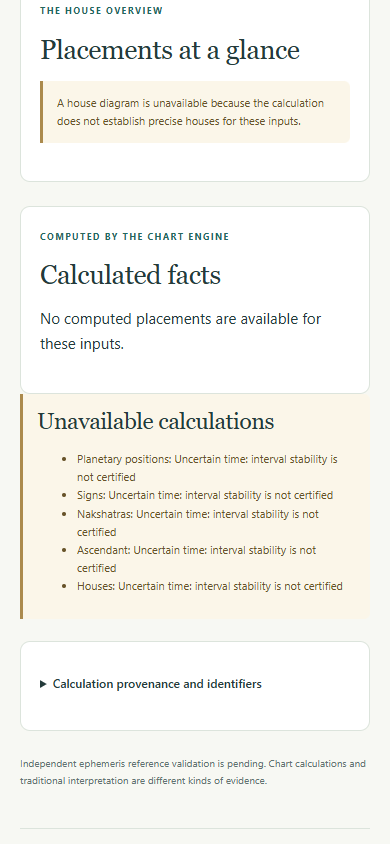 THE HOUSE OVERVIEW
Placements at a glance
A house diagram is unavailable because the calculation
does not establish precise houses for these inputs.
COMPUTED BY THE CHART ENGINE
Calculated facts
No computed placements are available for
these inputs.
Unavailable calculations
• Planetary positions: Uncertain time: interval stability is
not certified
• Signs: Uncertain time: interval stability is not certified
• Nakshatras: Uncertain time: interval stability is not
certified
• Ascendant: Uncertain time: interval stability is not
certified
• Houses: Uncertain time: interval stability is not certified
▶ Calculation provenance and identifiers
Independent ephemeris reference validation is pending. Chart calculations and
traditional interpretation are different kinds of evidence.